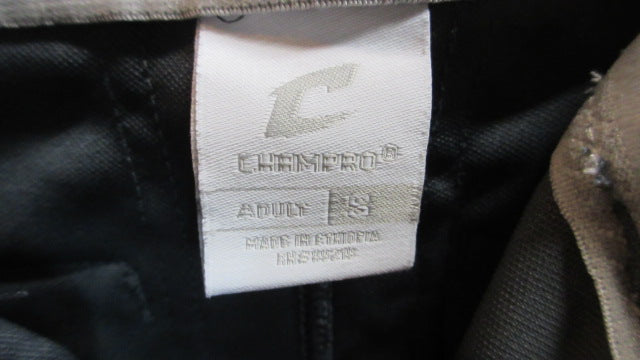 C
CHAMPRO®
ADULT S
MADE IN ETHIOPIA